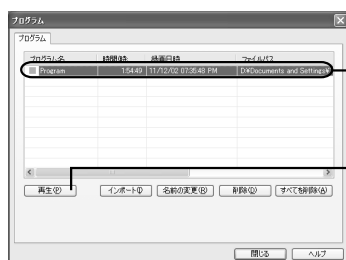 プログラム
プログラム
プログラム名 時間/時: 録画日時 ファイルパス
Program 1:54:49 11/12/02 07:35:48 PM D:¥Documents and Settings¥
再生(P) インポート(I) 名前の変更(R) 削除(D) すべてを削除(A)
閉じる ヘルプ